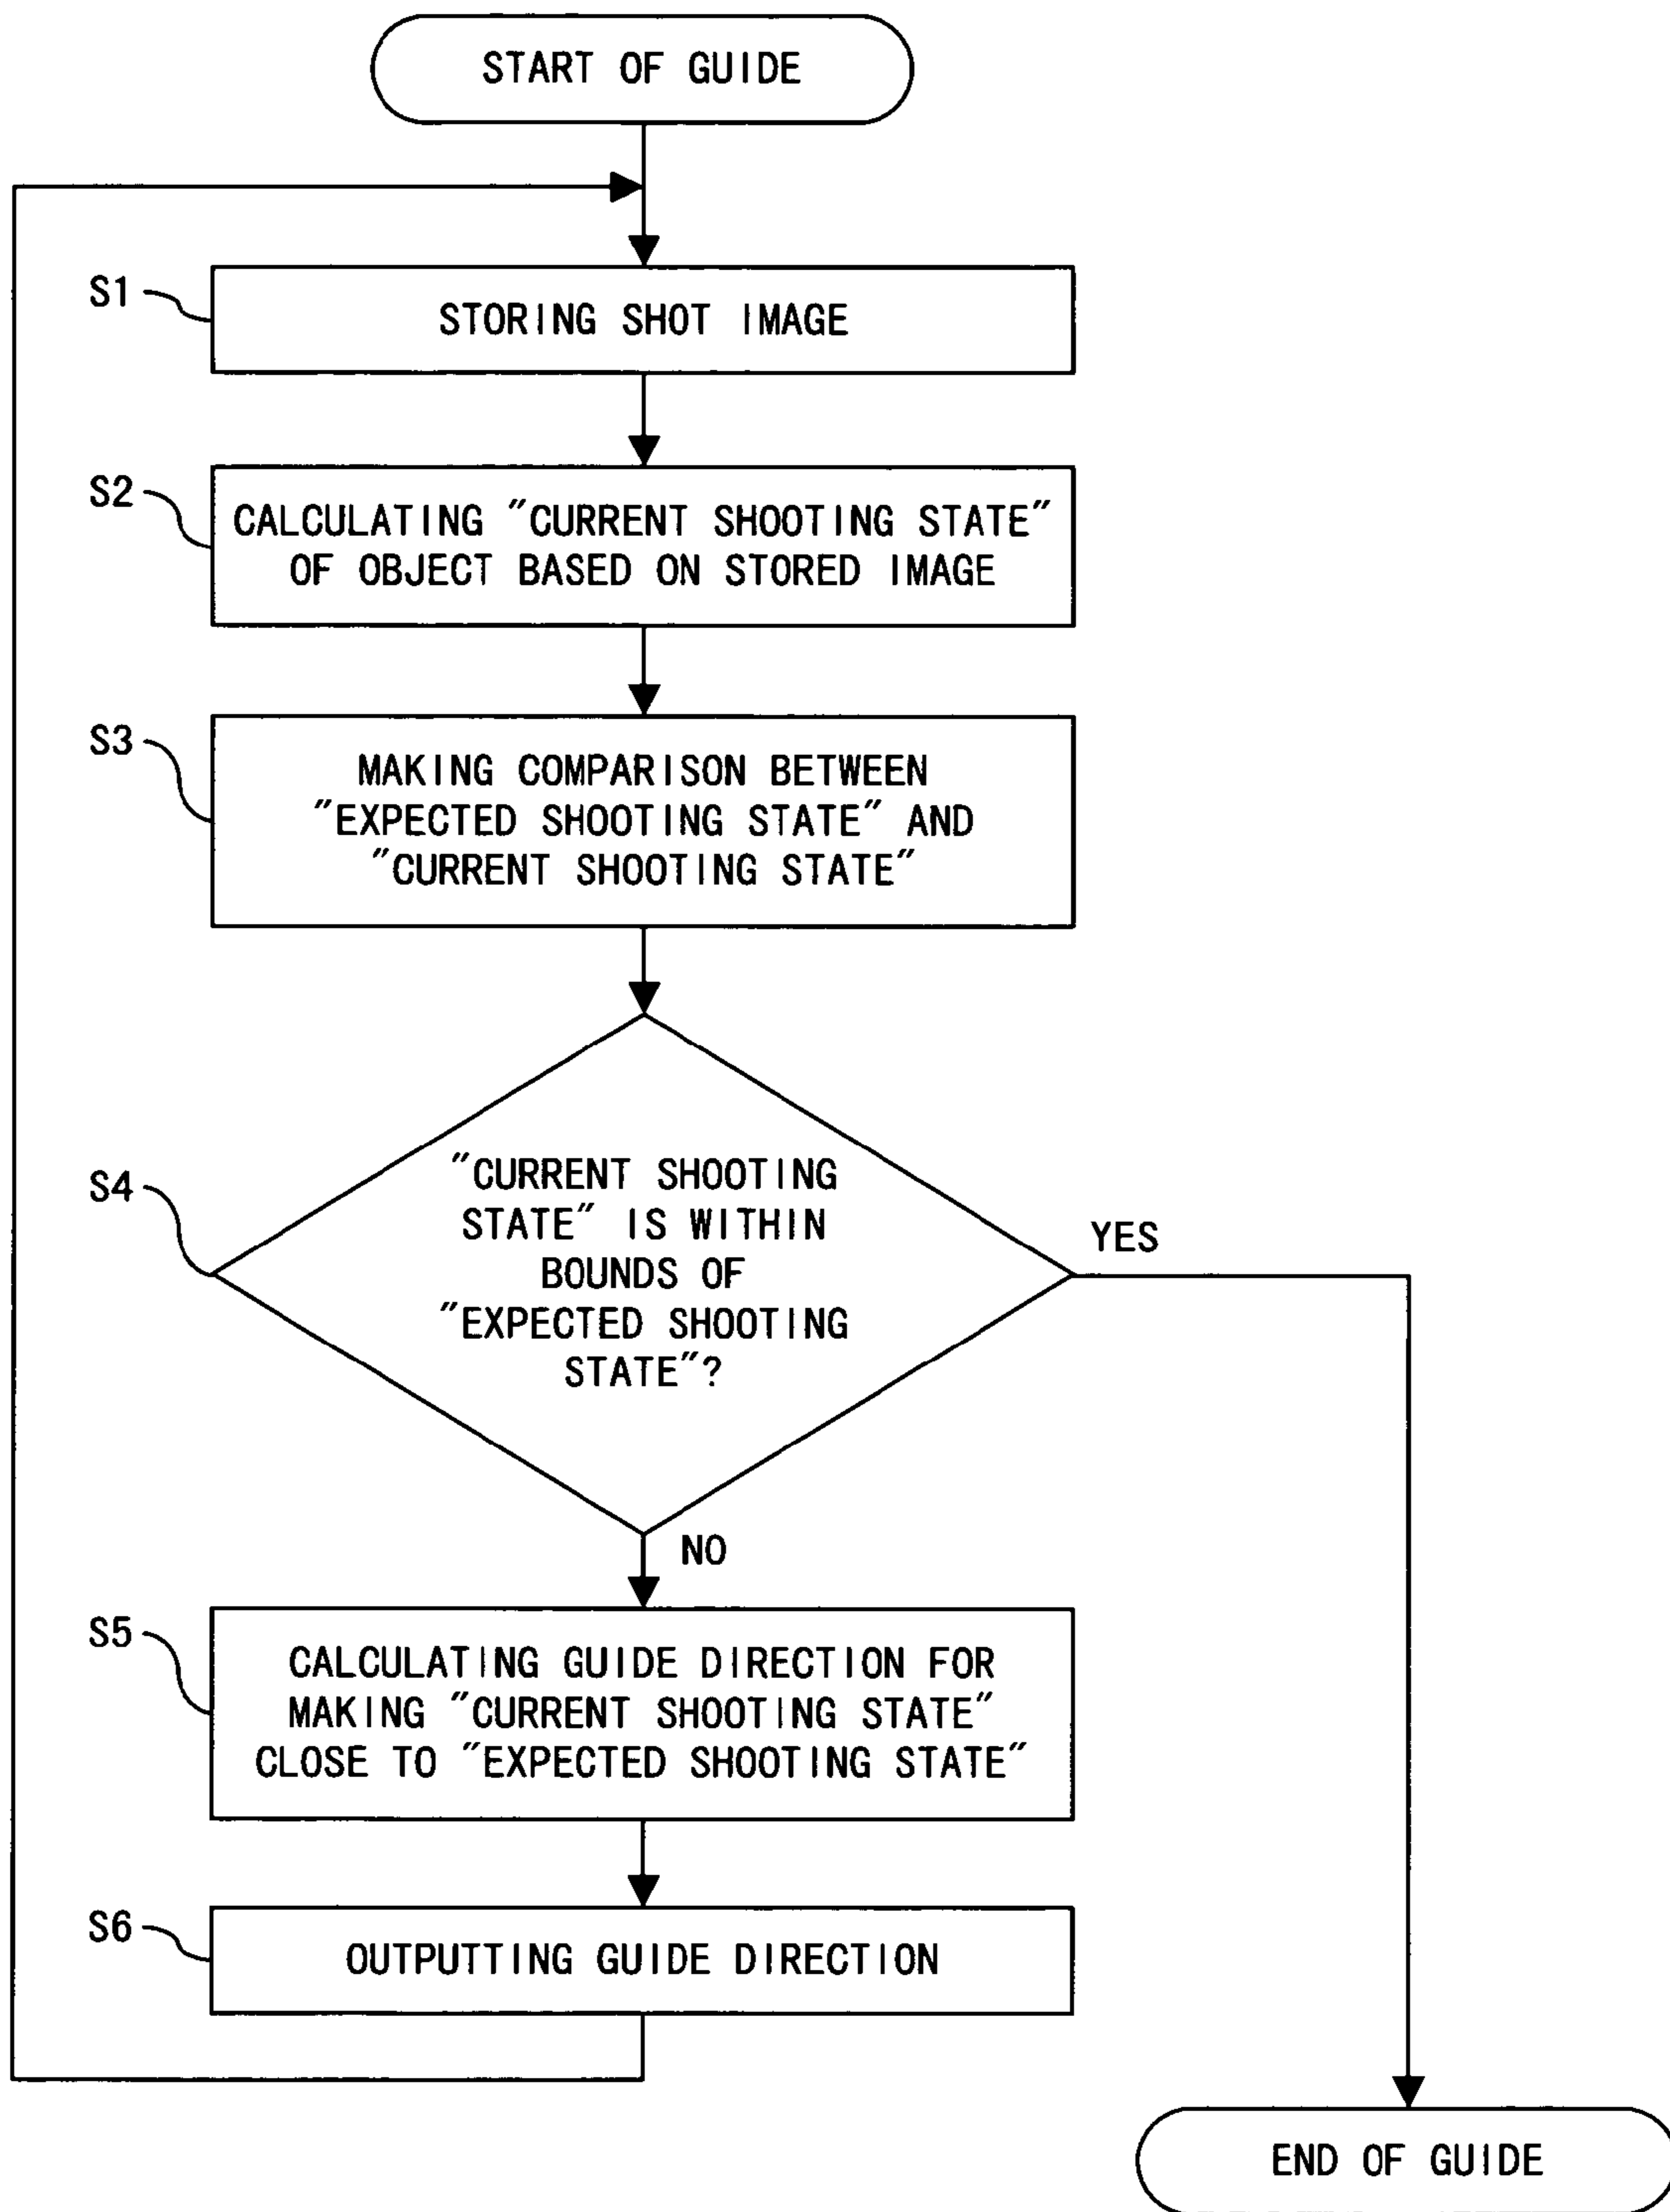 START OF GUIDE
S1
STORING SHOT IMAGE
S2
CALCULATING "CURRENT SHOOTING STATE"
OF OBJECT BASED ON STORED IMAGE
S3
MAKING COMPARISON BETWEEN
"EXPECTED SHOOTING STATE" AND
"CURRENT SHOOTING STATE"
S4
"CURRENT SHOOTING
STATE" IS WITHIN
BOUNDS OF
"EXPECTED SHOOTING
STATE"?
YES
NO
S5
CALCULATING GUIDE DIRECTION FOR
MAKING "CURRENT SHOOTING STATE"
CLOSE TO "EXPECTED SHOOTING STATE"
S6
OUTPUTTING GUIDE DIRECTION
END OF GUIDE